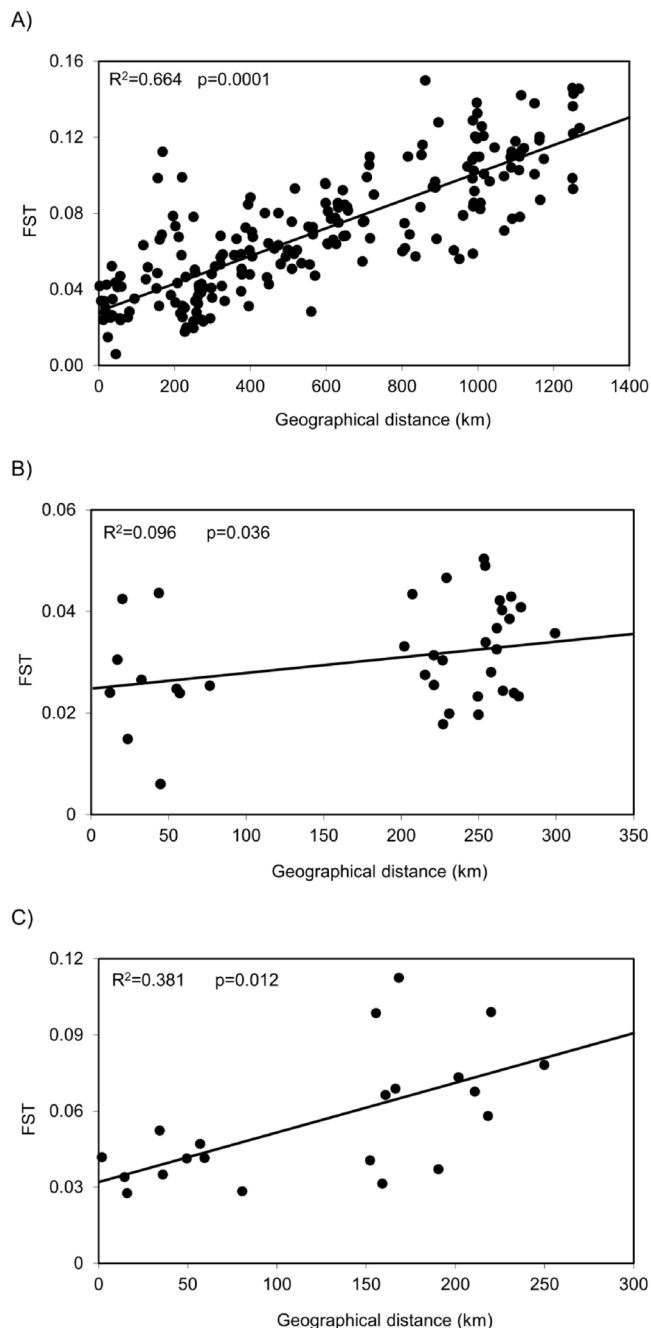 A)
R²=0.664 p=0.0001
0.16
0.12
0.08
0.04
0.00
FST
0 200 400 600 800 1000 1200 1400
Geographical distance (km)
B)
R²=0.096 p=0.036
0.06
0.04
0.02
0
FST
0 50 100 150 200 250 300 350
Geographical distance (km)
C)
R²=0.381 p=0.012
0.12
0.09
0.06
0.03
0
FST
0 50 100 150 200 250 300
Geographical distance (km)